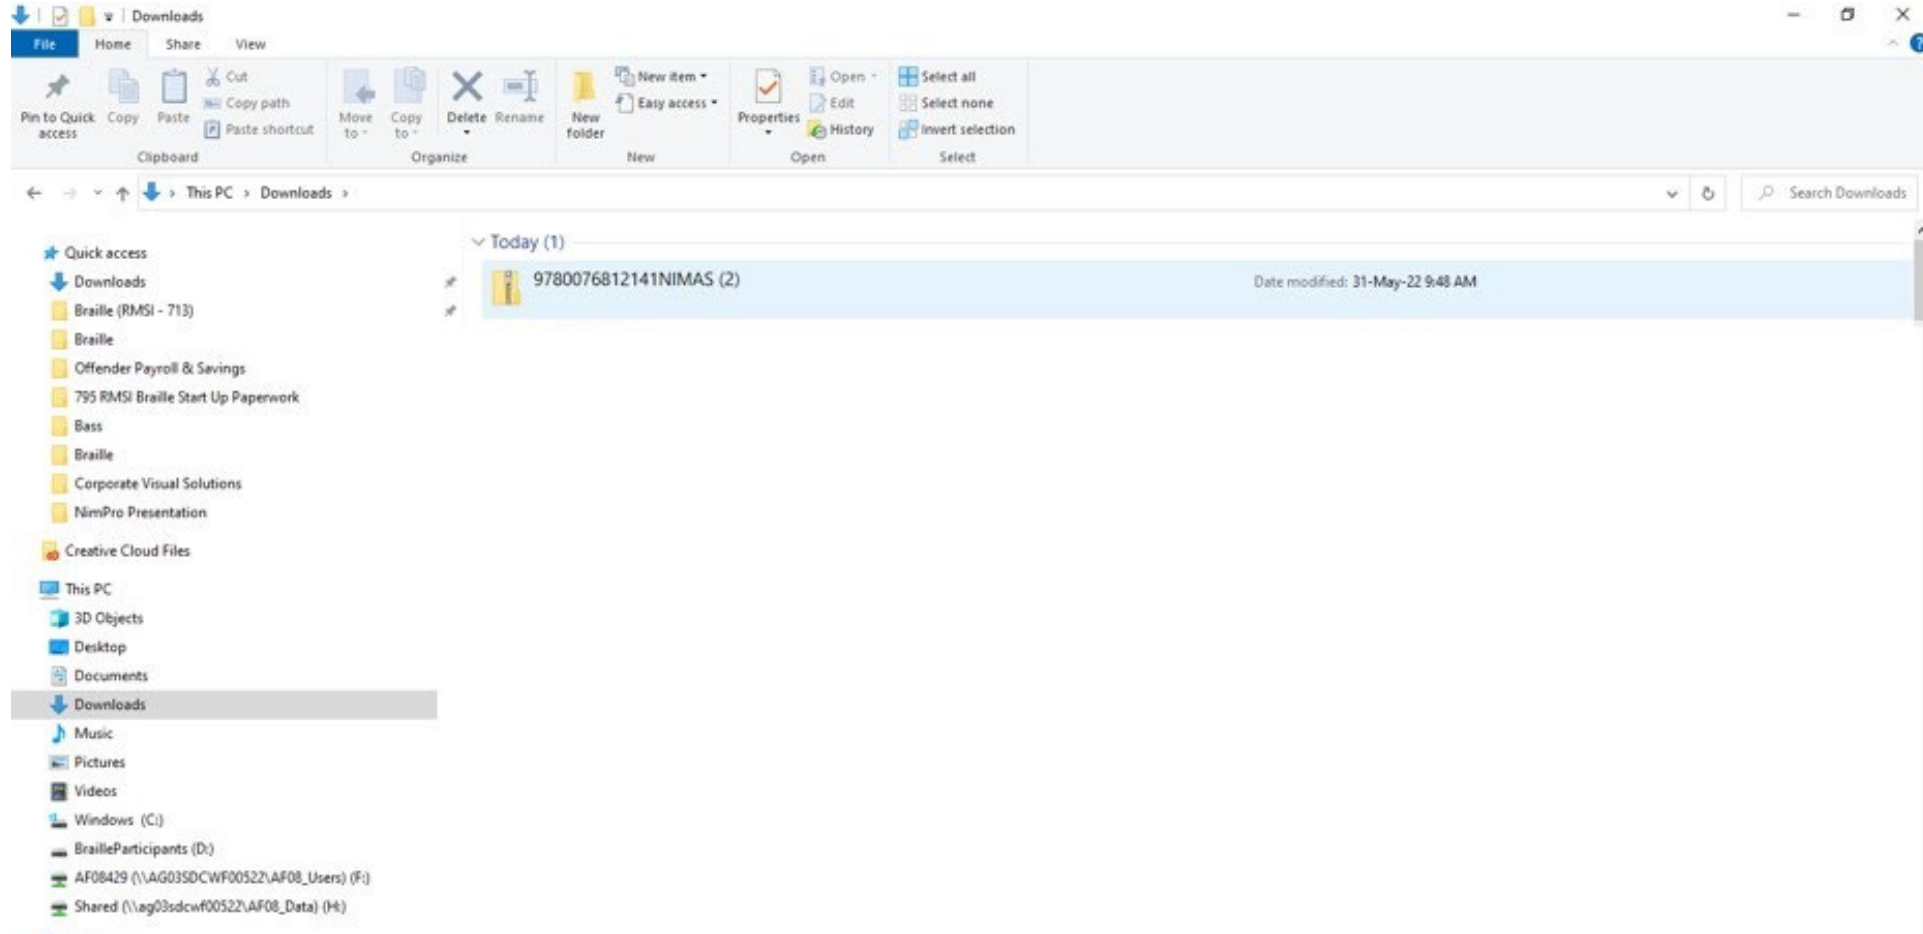 Downloads
File Home Share View
Pin to Quick access
Copy
Paste
Cut
Copy path
Paste shortcut
Clipboard
Move to
Copy to
Delete
Rename
Organize
New folder
New item
Easy access
New
Properties
Open
Edit
History
Open
Select all
Select none
Invert selection
Select
This PC > Downloads >
Search Downloads
Quick access
Downloads
Braille (RMSI - 713)
Braille
Offender Payroll & Savings
795 RMSI Braille Start Up Paperwork
Bass
Braille
Corporate Visual Solutions
NimPro Presentation
Creative Cloud Files
This PC
3D Objects
Desktop
Documents
Downloads
Music
Pictures
Videos
Windows (C:)
BrailleParticipants (D:)
AF08429 (\\AG03SDCWF00522\AF08_Users) (F:)
Shared (\\ag03sdcwf00522\AF08_Data) (H:)
Today (1)
9780076812141NIMAS (2)
Date modified: 31-May-22 9:48 AM